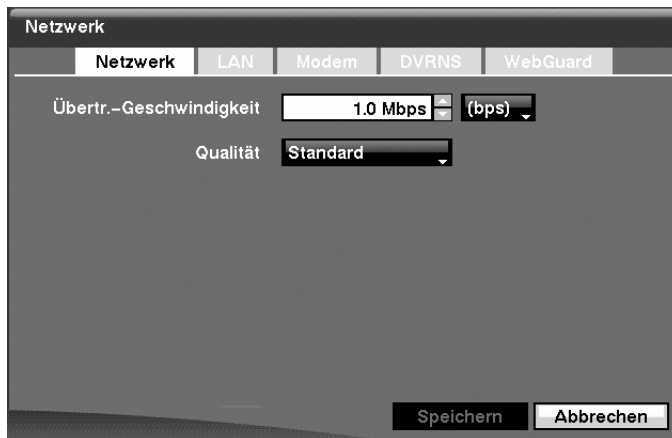 Netzwerk
Netzwerk LAN Modem DVRNS WebGuard
Übertr.-Geschwindigkeit 1.0 Mbps (bps)
Qualität Standard
Speichern Abbrechen